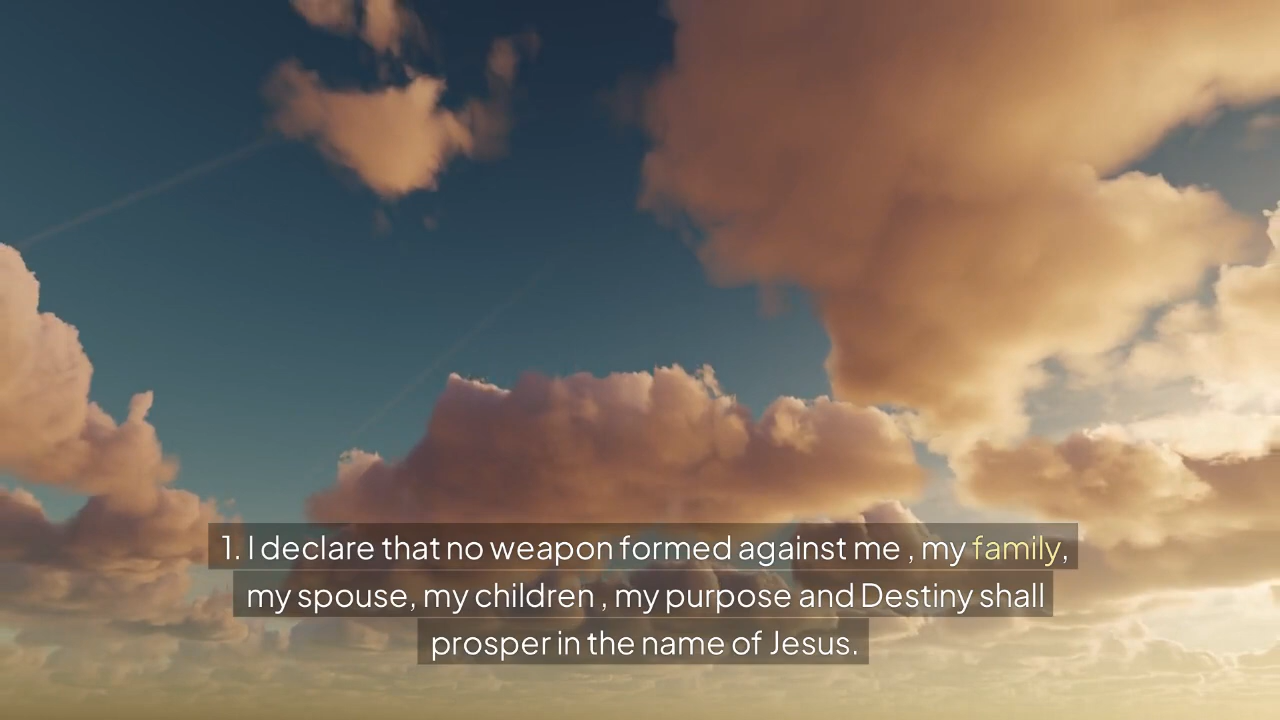 1. I declare that no weapon formed against me , my family,
my spouse, my children , my purpose and Destiny shall
prosper in the name of Jesus.